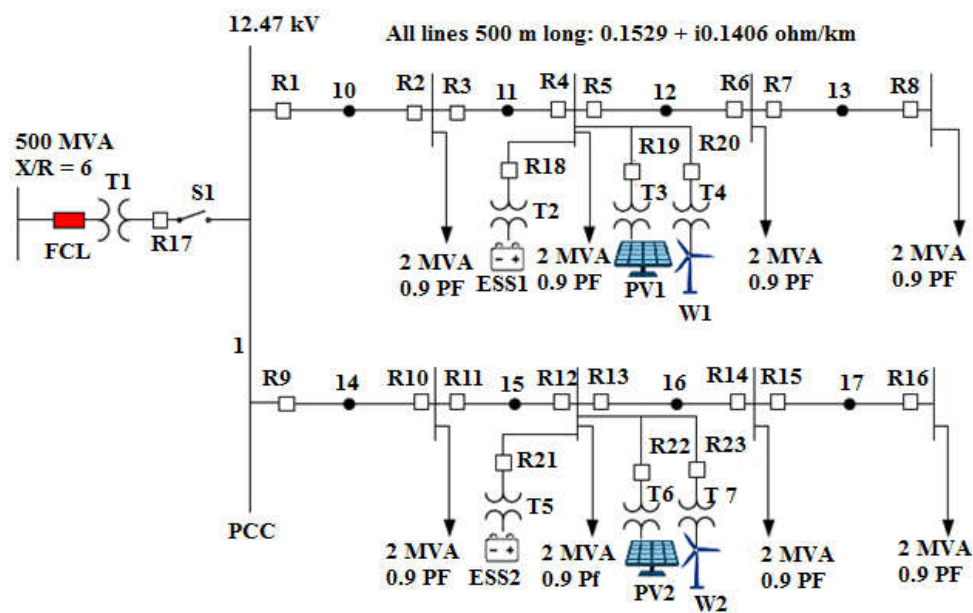 12.47 kV
All lines 500 m long: 0.1529 + i0.1406 ohm/km
R1
10
R2
R3
11
R4
R5
12
R6
R7
13
R8
500 MVA
X/R = 6
T1
S1
FCL
R17
R18
R19
R20
T2
T3
T4
2 MVA
0.9 PF
ESS1
2 MVA
0.9 PF
PV1
W1
2 MVA
0.9 PF
2 MVA
0.9 PF
1
R9
14
R10
R11
15
R12
R13
16
R14
R15
17
R16
R21
R22
R23
T5
T6
T 7
PCC
2 MVA
0.9 PF
ESS2
2 MVA
0.9 Pf
PV2
W2
2 MVA
0.9 PF
2 MVA
0.9 PF